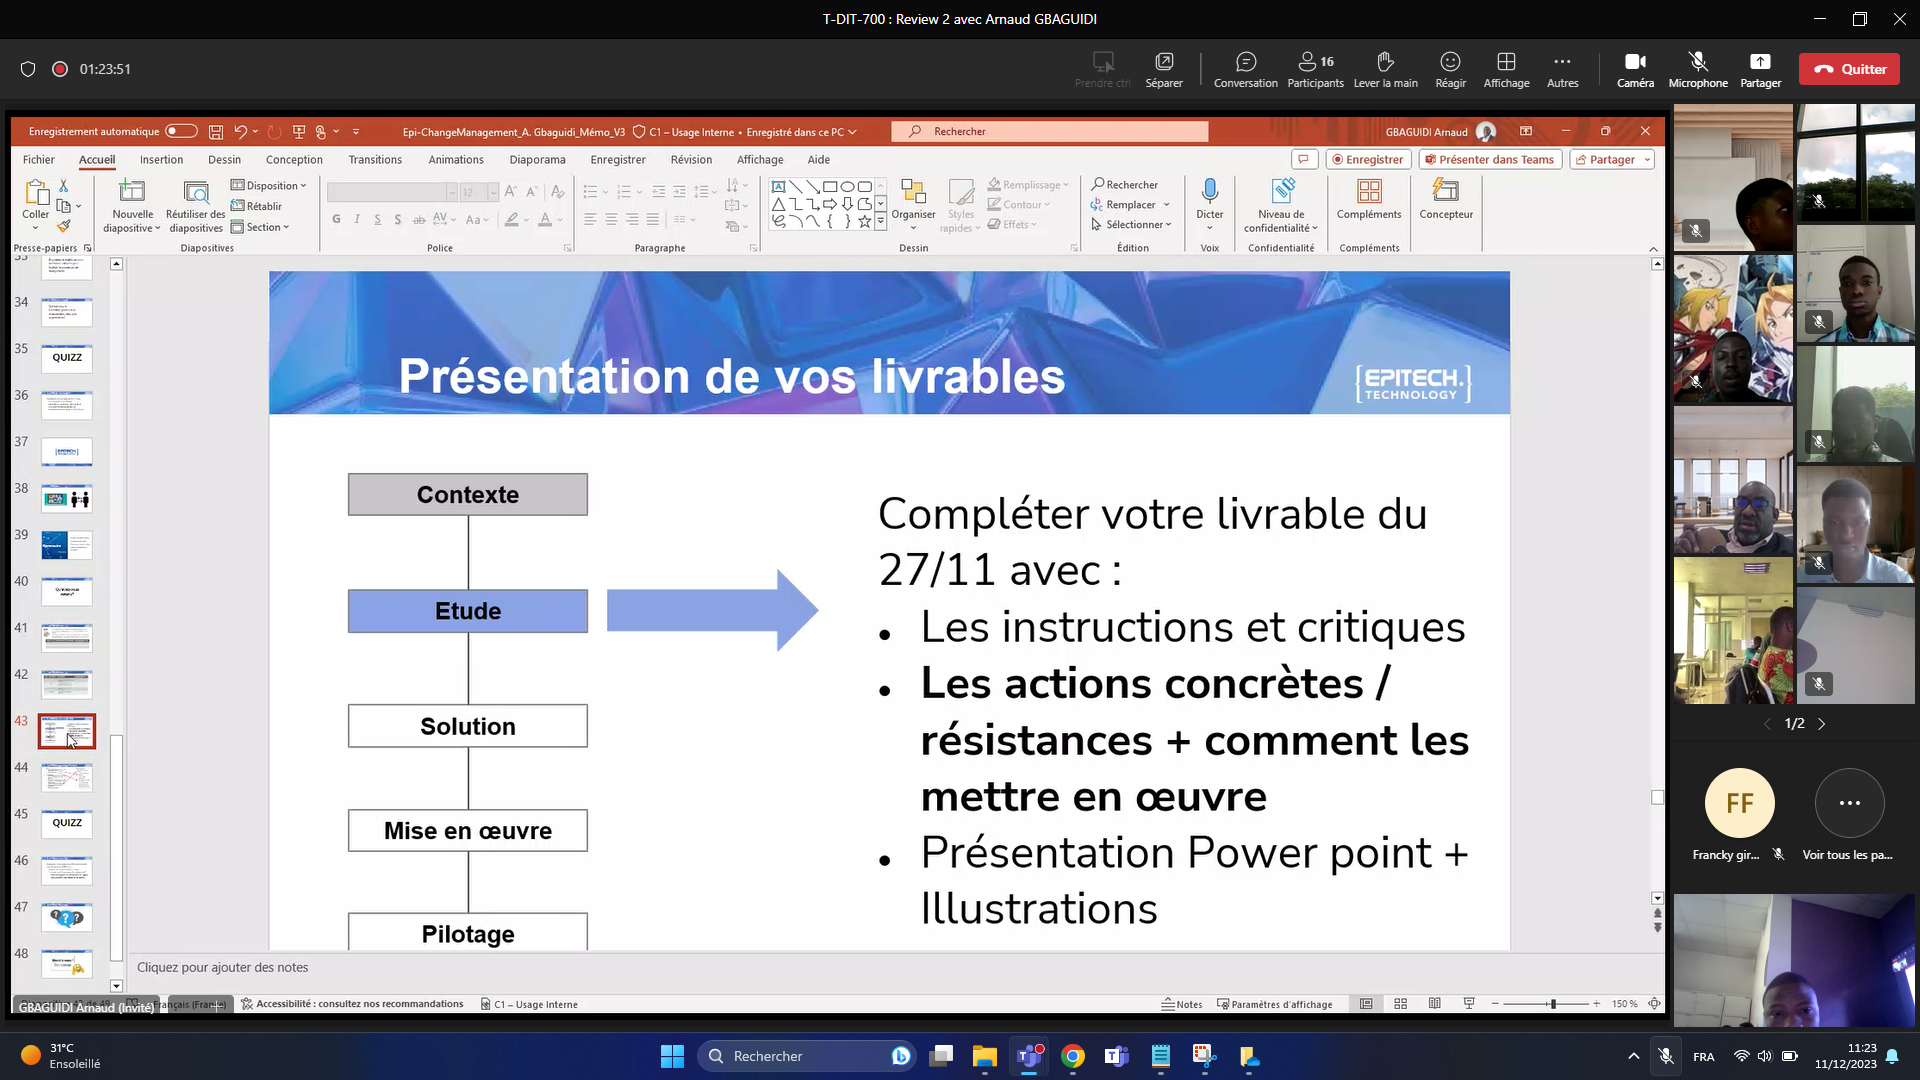 T-DIT-700 : Review 2 avec Arnaud GBAGUIDI
01:23:51
Prendre ctrl
Séparer
Conversation
16
Participants
Lever la main
Réagir
Affichage
Autres
Caméra
Microphone
Partager
Quitter
Enregistrement automatique
Epi-ChangeManagement_A. Gbaguidi_Mémo_V3
C1 – Usage Interne • Enregistré dans ce PC
Rechercher
GBAGUIDI Arnaud
Fichier
Accueil
Insertion
Dessin
Conception
Transitions
Animations
Diaporama
Enregistrer
Révision
Affichage
Aide
Enregistrer
Présenter dans Teams
Partager
Coller
Nouvelle diapositive
Réutiliser des diapositives
Disposition
Rétablir
Section
12
Organiser
Styles rapides
Remplissage
Contour
Effets
Rechercher
Remplacer
Sélectionner
Dicter
Niveau de confidentialité
Compléments
Concepteur
Presse-papiers
Diapositives
Police
Paragraphe
Dessin
Édition
Voix
Confidentialité
Compléments
34
35
QUIZZ
36
37
38
39
40
41
42
43
44
45
QUIZZ
46
47
48
Présentation de vos livrables
[EPITECH.]
TECHNOLOGY
Contexte
Etude
Solution
Mise en œuvre
Pilotage
Compléter votre livrable du
27/11 avec :
• Les instructions et critiques
• Les actions concrètes /
résistances + comment les
mettre en œuvre
• Présentation Power point +
Illustrations
Cliquez pour ajouter des notes
GBAGUIDI Arnaud (Invité)
Français (France)
Accessibilité : consultez nos recommandations
C1 – Usage Interne
Notes
Paramètres d'affichage
150 %
1/2
FF
Francky gir...
Voir tous les pa...
31°C
Ensoleillé
Rechercher
FRA
11:23
11/12/2023